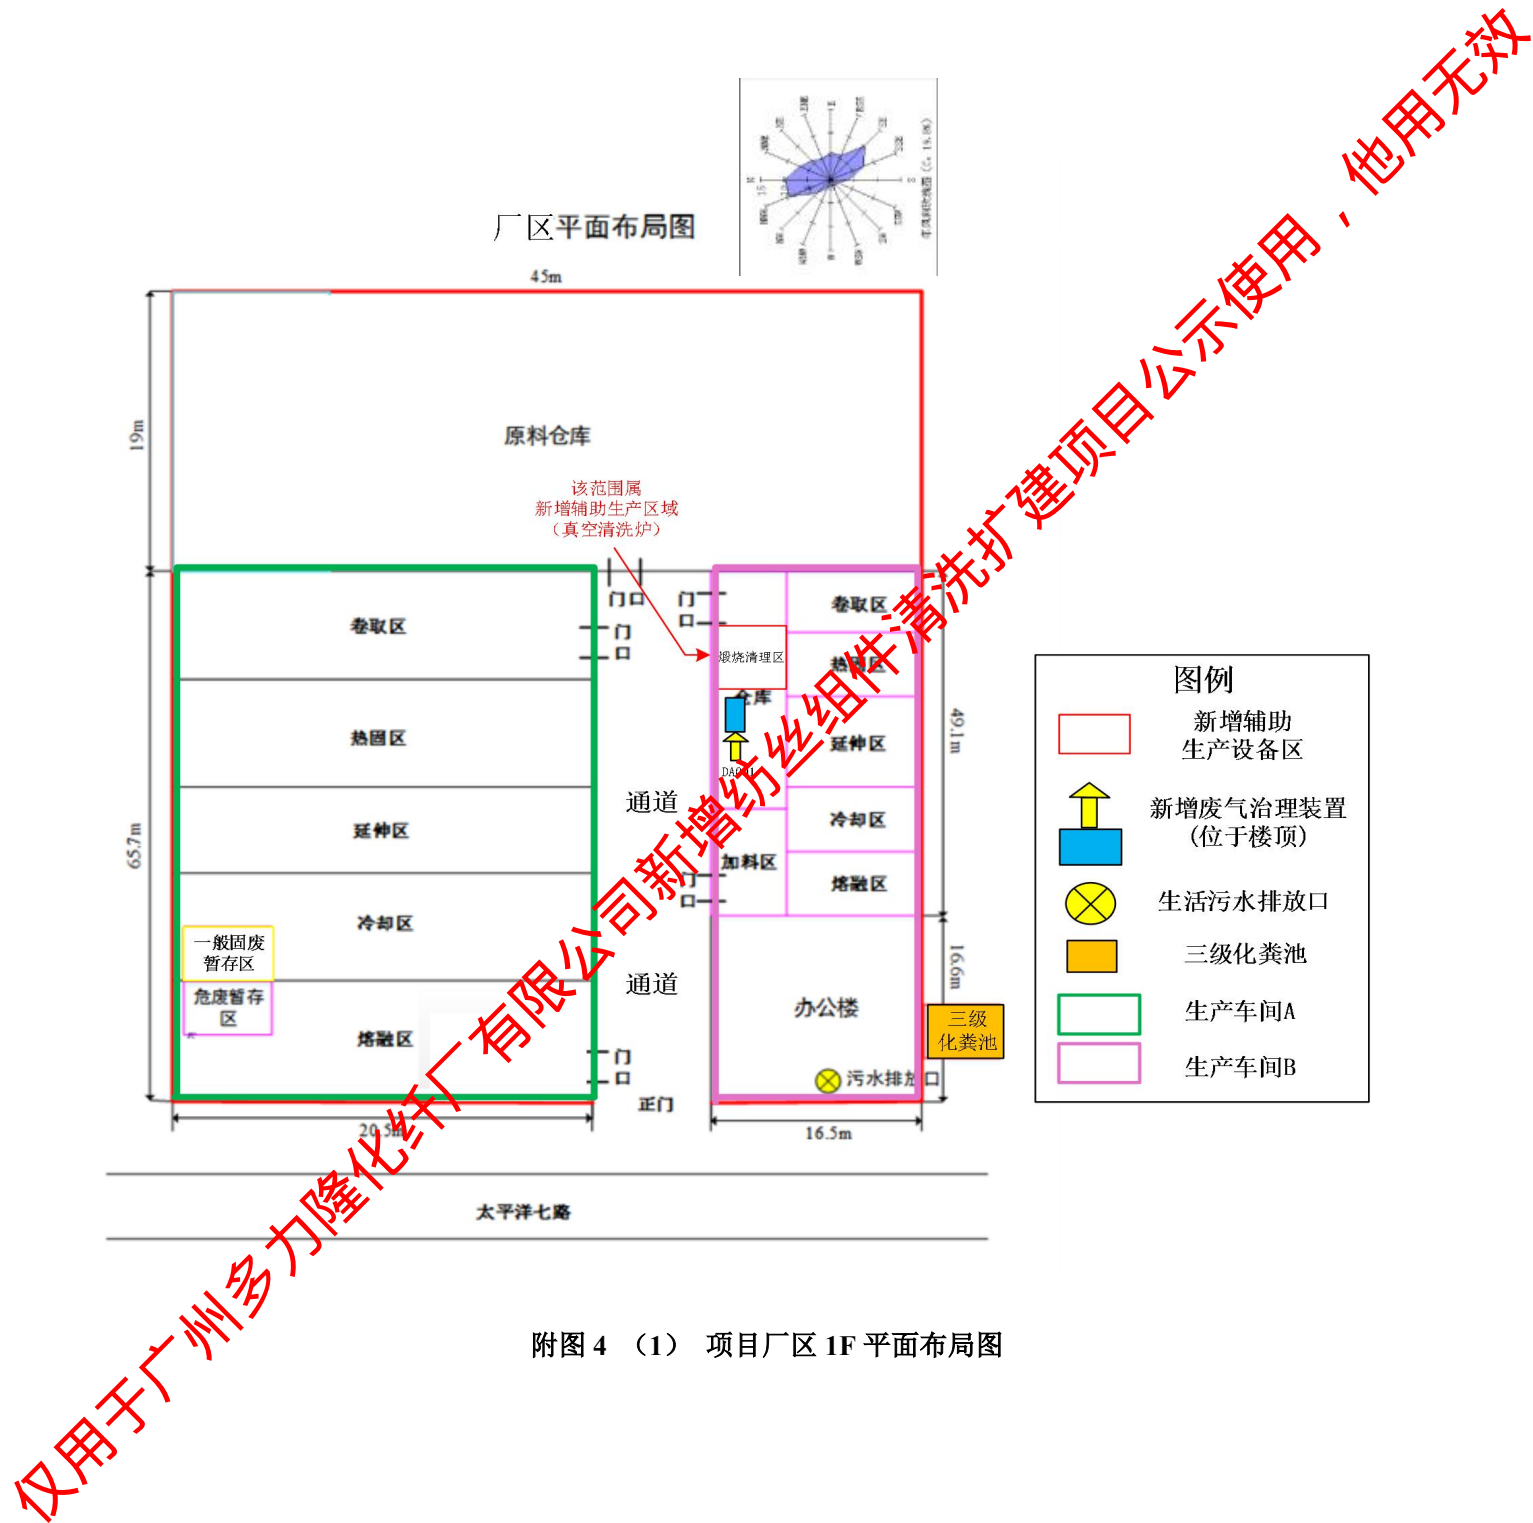 厂区平面布局图
45m
19m
原料仓库
该范围属
新增辅助生产区域
（真空清洗炉）
门口
门
口
门
口
卷取区
卷取区
煅烧清理区
热固区
仓库
热固区
延伸区
49.1m
DA001
通道
65.7m
延伸区
冷却区
加料区
门
口
熔融区
冷却区
一般固废
暂存区
危废暂存
区
通道
16.6m
办公楼
三级
化粪池
熔融区
门
口
污水排放口
正门
20.5m
16.5m
太平洋七路
图例
新增辅助
生产设备区
新增废气治理装置
(位于楼顶)
生活污水排放口
三级化粪池
生产车间A
生产车间B
附图 4 （1） 项目厂区 1F 平面布局图
仅用于广州多力隆化纤厂有限公司新增纺丝组件清洗扩建项目公示使用，他用无效